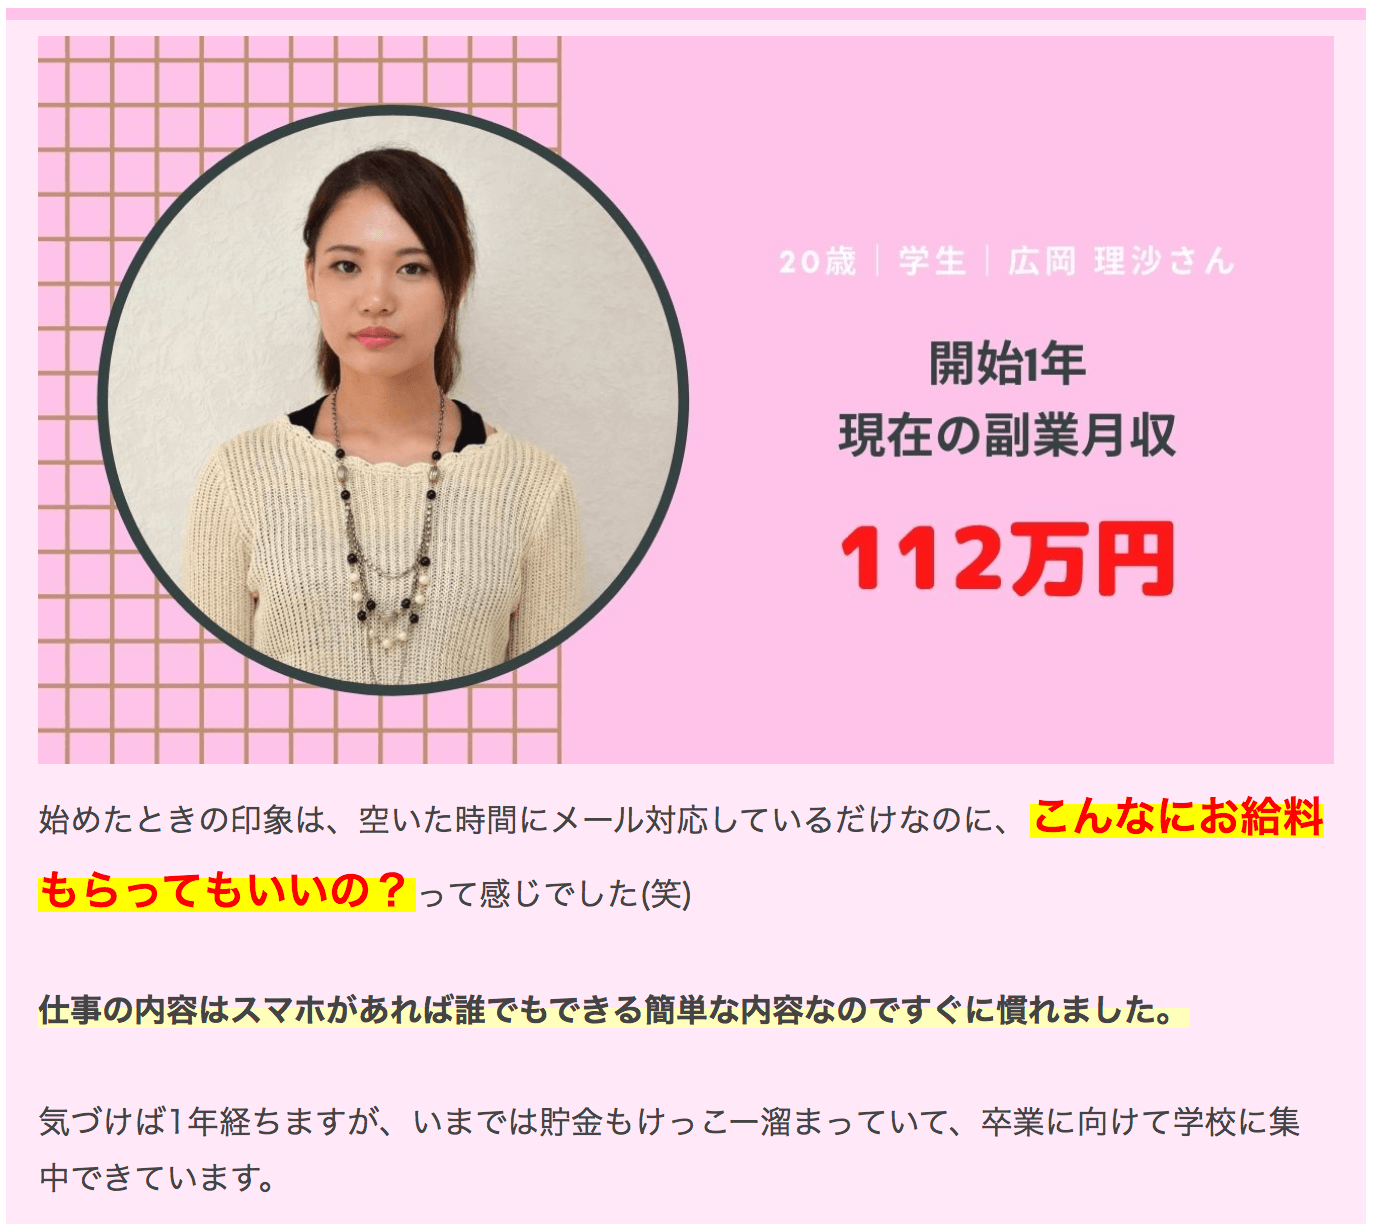 20歳｜学生｜広岡 理沙さん
開始1年
現在の副業月収
112万円
始めたときの印象は、空いた時間にメール対応しているだけなのに、こんなにお給料
もらってもいいの？って感じでした(笑)
仕事の内容はスマホがあれば誰でもできる簡単な内容なのですぐに慣れました。
気づけば1年経ちますが、いまでは貯金もけっこー溜まっていて、卒業に向けて学校に集
中できています。